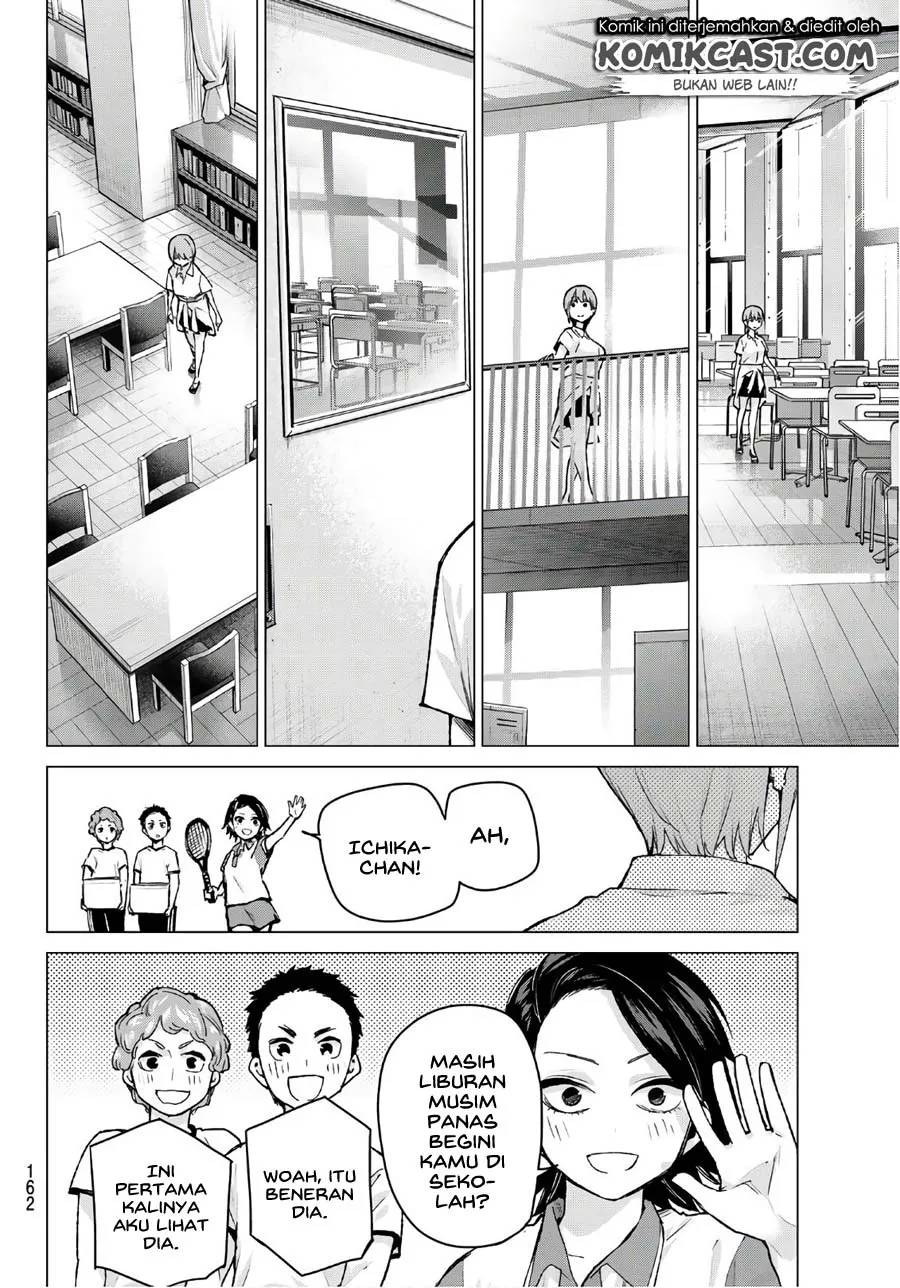 Komik ini diterjemahkan & diedit oleh
KOMIKCAST.COM
BUKAN WEB LAIN!!
AH,
ICHIKA-
CHAN!
MASIH
LIBURAN
MUSIM
PANAS
BEGINI
KAMU DI
SEKO-
LAH?
WOAH, ITU
BENERAN
DIA.
INI
PERTAMA
KALINYA
AKU LIHAT
DIA.
162